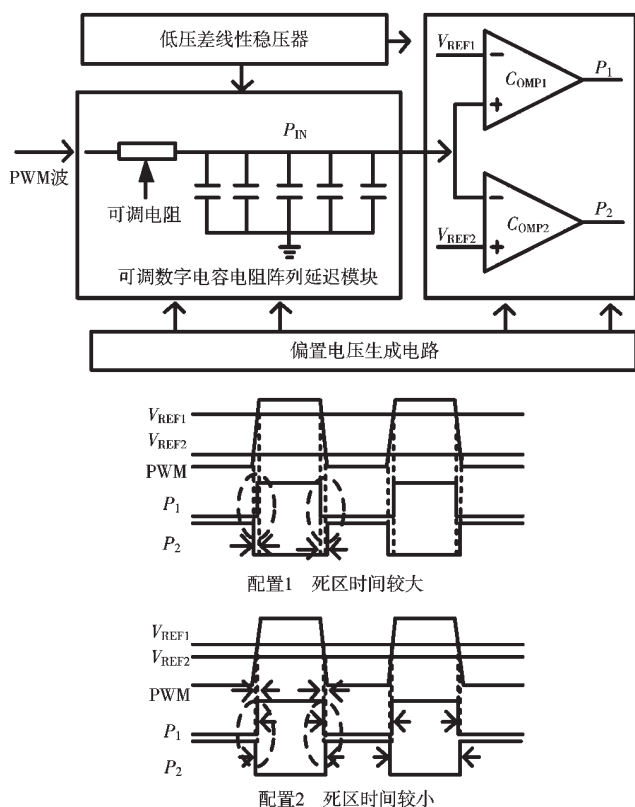 低压差线性稳压器
VREF1
COMP1
P1
PIN
PWM波
可调电阻
COMP2
P2
VREF2
可调数字电容电阻阵列延迟模块
偏置电压生成电路
VREF1
VREF2
PWM
P1
P2
配置1 死区时间较大
VREF1
VREF2
PWM
P1
P2
配置2 死区时间较小